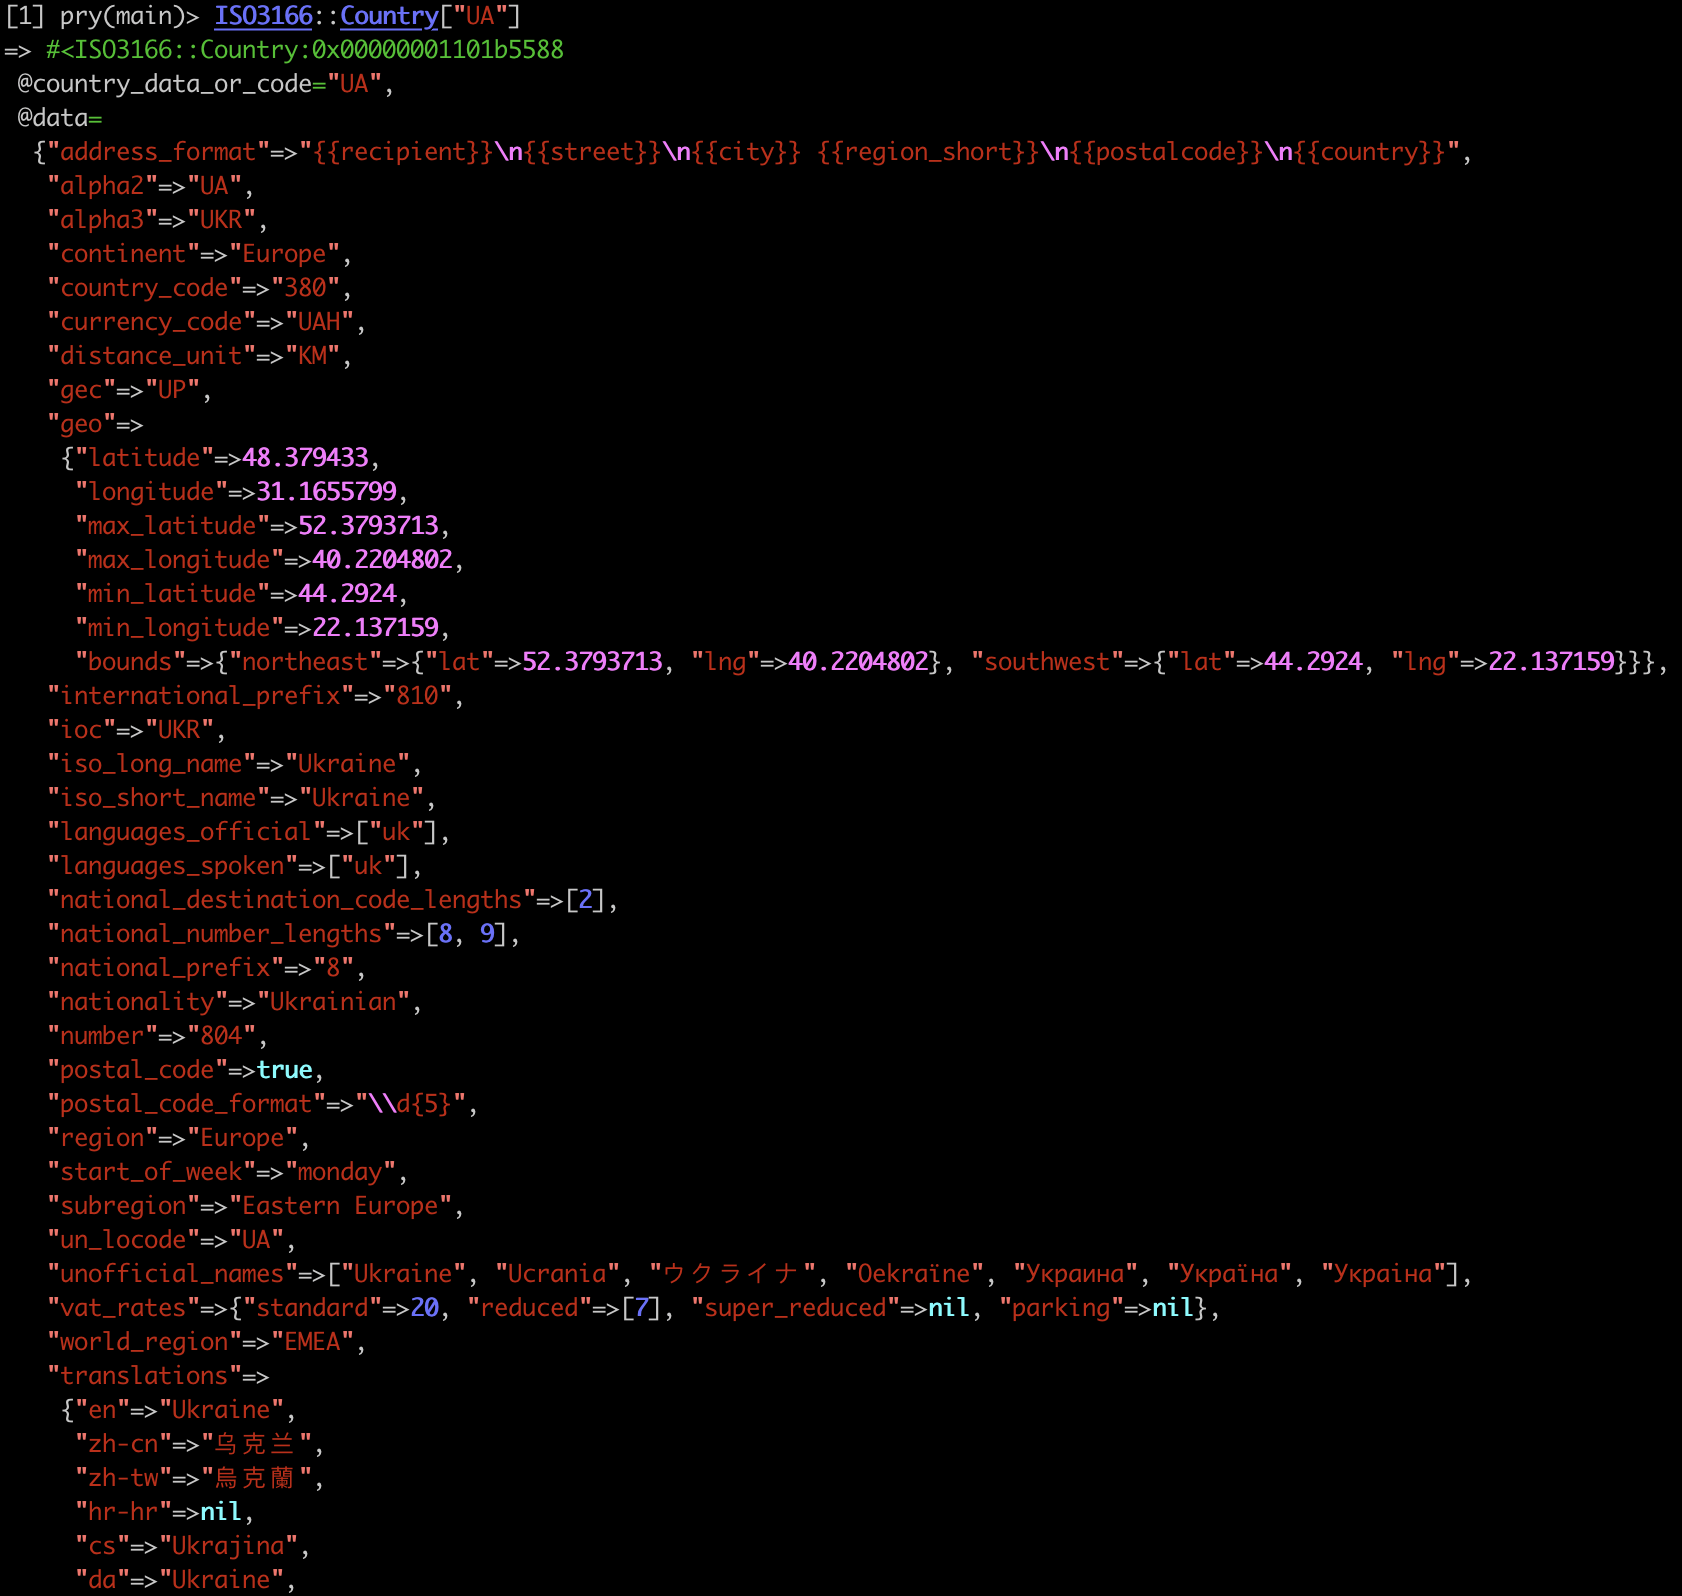 [1] pry(main)> ISO3166::Country["UA"]
=> #<ISO3166::Country:0x00000001101b5588
 @country_data_or_code="UA",
 @data=
  {"address_format"=>"{{recipient}}\n{{street}}\n{{city}} {{region_short}}\n{{postalcode}}\n{{country}}",
   "alpha2"=>"UA",
   "alpha3"=>"UKR",
   "continent"=>"Europe",
   "country_code"=>"380",
   "currency_code"=>"UAH",
   "distance_unit"=>"KM",
   "gec"=>"UP",
   "geo"=>
    {"latitude"=>48.379433,
     "longitude"=>31.1655799,
     "max_latitude"=>52.3793713,
     "max_longitude"=>40.2204802,
     "min_latitude"=>44.2924,
     "min_longitude"=>22.137159,
     "bounds"=>{"northeast"=>{"lat"=>52.3793713, "lng"=>40.2204802}, "southwest"=>{"lat"=>44.2924, "lng"=>22.137159}}},
   "international_prefix"=>"810",
   "ioc"=>"UKR",
   "iso_long_name"=>"Ukraine",
   "iso_short_name"=>"Ukraine",
   "languages_official"=>["uk"],
   "languages_spoken"=>["uk"],
   "national_destination_code_lengths"=>[2],
   "national_number_lengths"=>[8, 9],
   "national_prefix"=>"8",
   "nationality"=>"Ukrainian",
   "number"=>"804",
   "postal_code"=>true,
   "postal_code_format"=>"\\d{5}",
   "region"=>"Europe",
   "start_of_week"=>"monday",
   "subregion"=>"Eastern Europe",
   "un_locode"=>"UA",
   "unofficial_names"=>["Ukraine", "Ucrania", "ウクライナ", "Oekraïne", "Украина", "Україна", "Украіна"],
   "vat_rates"=>{"standard"=>20, "reduced"=>[7], "super_reduced"=>nil, "parking"=>nil},
   "world_region"=>"EMEA",
   "translations"=>
    {"en"=>"Ukraine",
     "zh-cn"=>"乌克兰",
     "zh-tw"=>"烏克蘭",
     "hr-hr"=>nil,
     "cs"=>"Ukrajina",
     "da"=>"Ukraine",